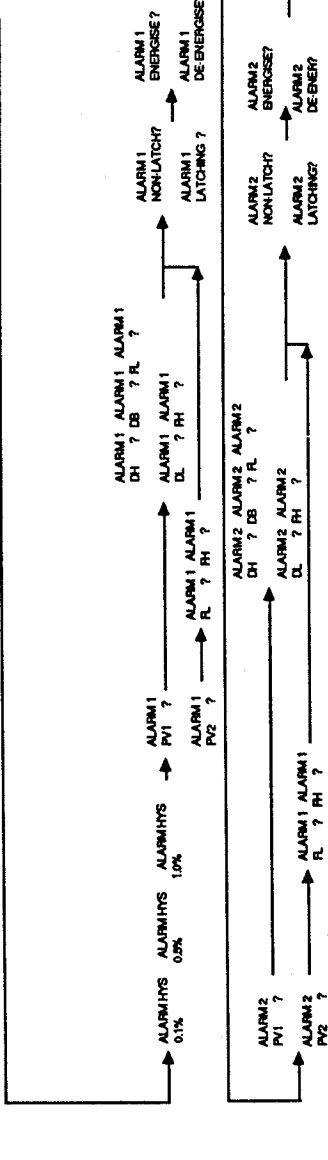 ALARM HYS
0.1%
ALARM HYS
0.5%
ALARM HYS
1.0%
ALARM 1
PV1 ?
ALARM 1
PV2 ?
ALARM 1 ALARM 1 ALARM 1
DH ? DB ? FL ?
ALARM 1 ALARM 1
DL ? FH ?
ALARM 1 ALARM 1
FL ? FH ?
ALARM 1
NON-LATCH?
ALARM 1
LATCHING ?
ALARM 1
ENERGISE ?
ALARM 1
DE-ENERGISE
ALARM 2
PV1 ?
ALARM 2
PV2 ?
ALARM 2 ALARM 2 ALARM 2
DH ? DB ? FL ?
ALARM 2 ALARM 2
DL ? FH ?
ALARM 1 ALARM 1
FL ? FH ?
ALARM 2
NON-LATCH?
ALARM 2
LATCHING?
ALARM 2
ENERGISE?
ALARM 2
DE-ENER?